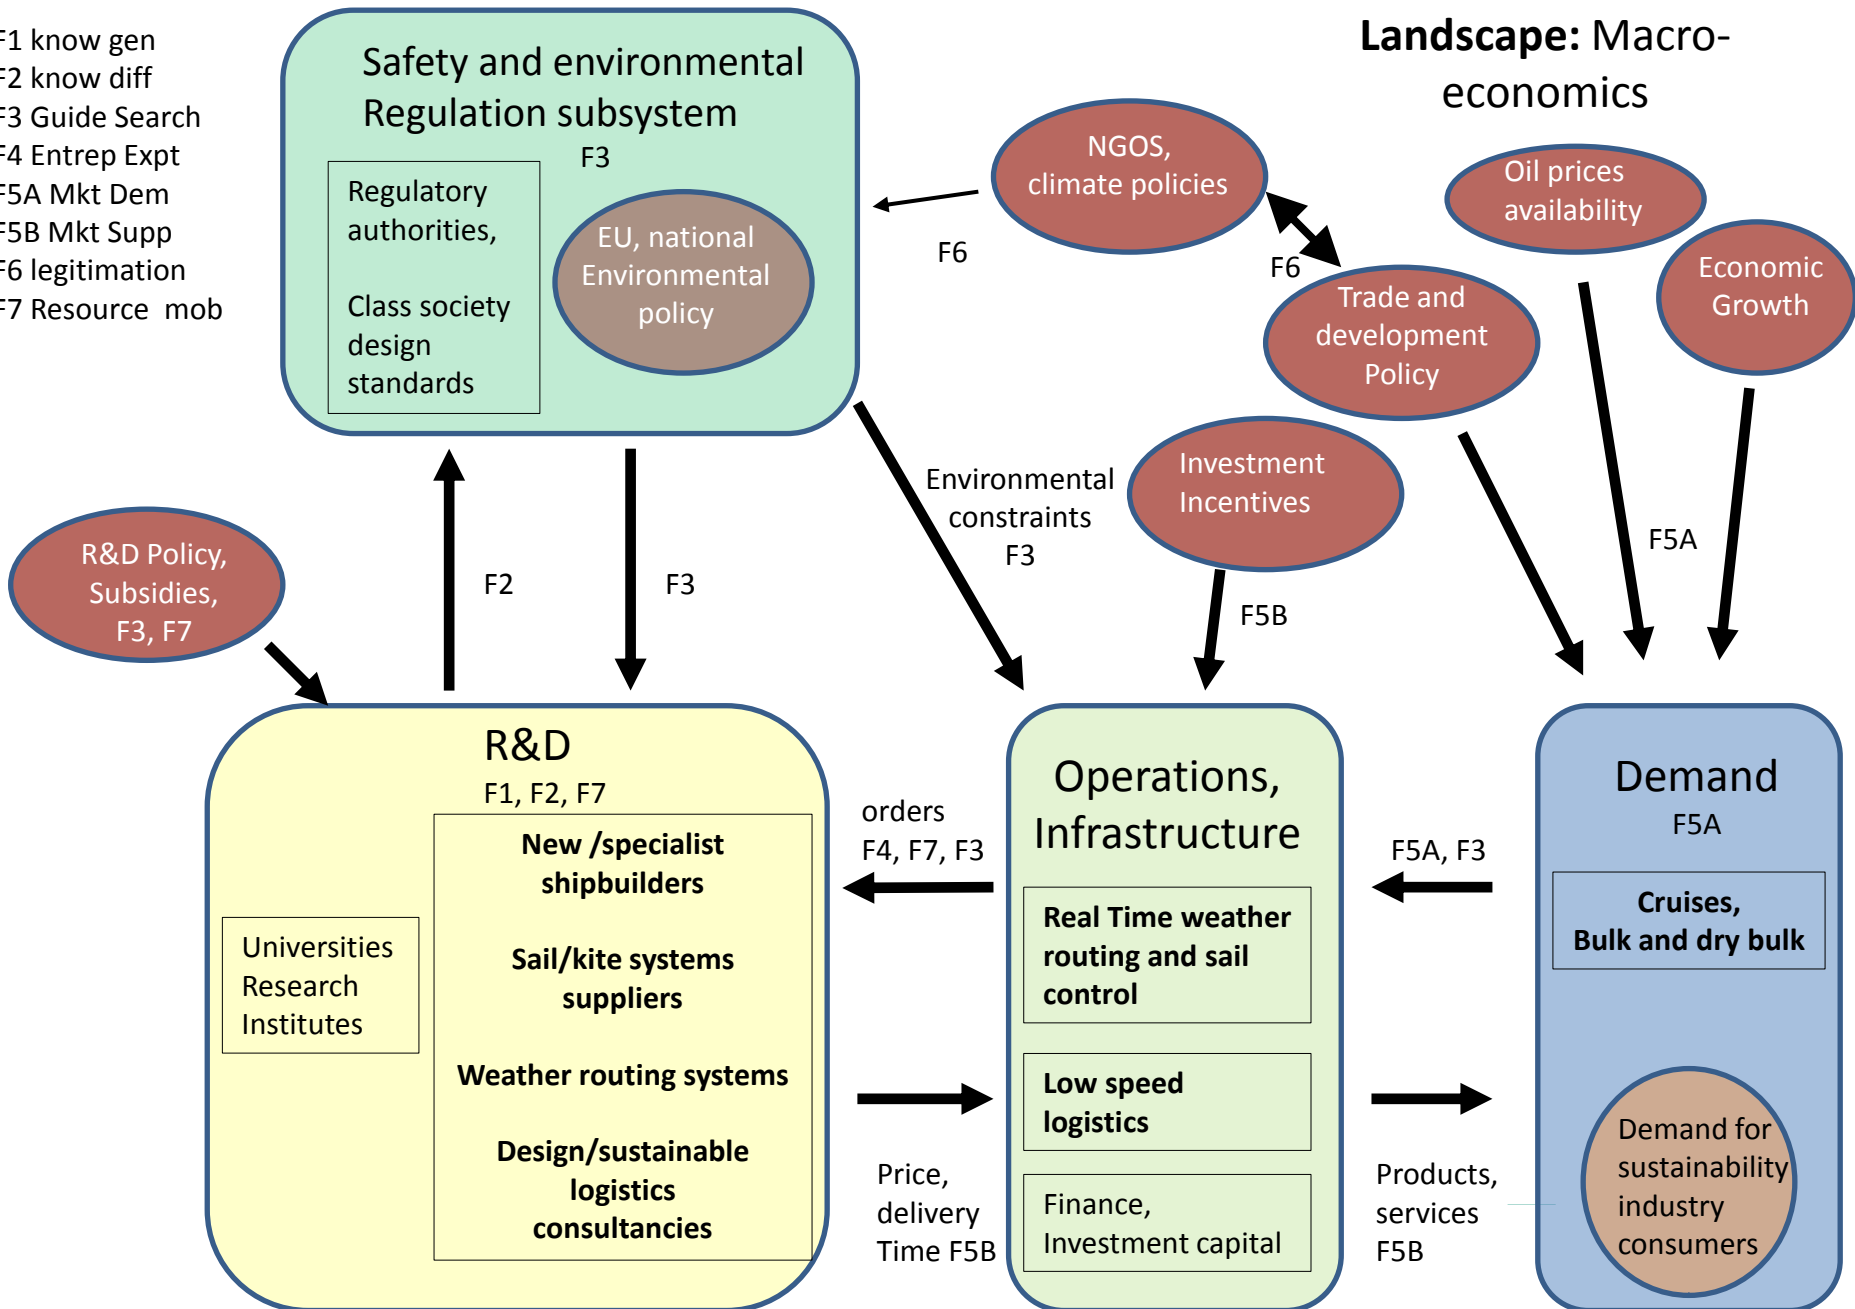 F1 know gen
F2 know diff
F3 Guide Search
F4 Entrep Expt
F5A Mkt Dem
F5B Mkt Supp
F6 legitimation
F7 Resource mob
Safety and environmental
Regulation subsystem
F3
Regulatory
authorities,
Class society
design
standards
EU, national
Environmental
policy
Landscape: Macro-
economics
NGOS,
climate policies
F6
F6
Oil prices
availability
Economic
Growth
Trade and
development
Policy
Investment
Incentives
Environmental
constraints
F3
F5A
F5B
R&D Policy,
Subsidies,
F3, F7
F2
F3
R&D
F1, F2, F7
New /specialist
shipbuilders
Sail/kite systems
suppliers
Weather routing systems
Design/sustainable
logistics
consultancies
Universities
Research
Institutes
orders
F4, F7, F3
Price,
delivery
Time F5B
Operations,
Infrastructure
Real Time weather
routing and sail
control
Low speed
logistics
Finance,
Investment capital
F5A, F3
Products,
services
F5B
Demand
F5A
Cruises,
Bulk and dry bulk
Demand for
sustainability
industry
consumers